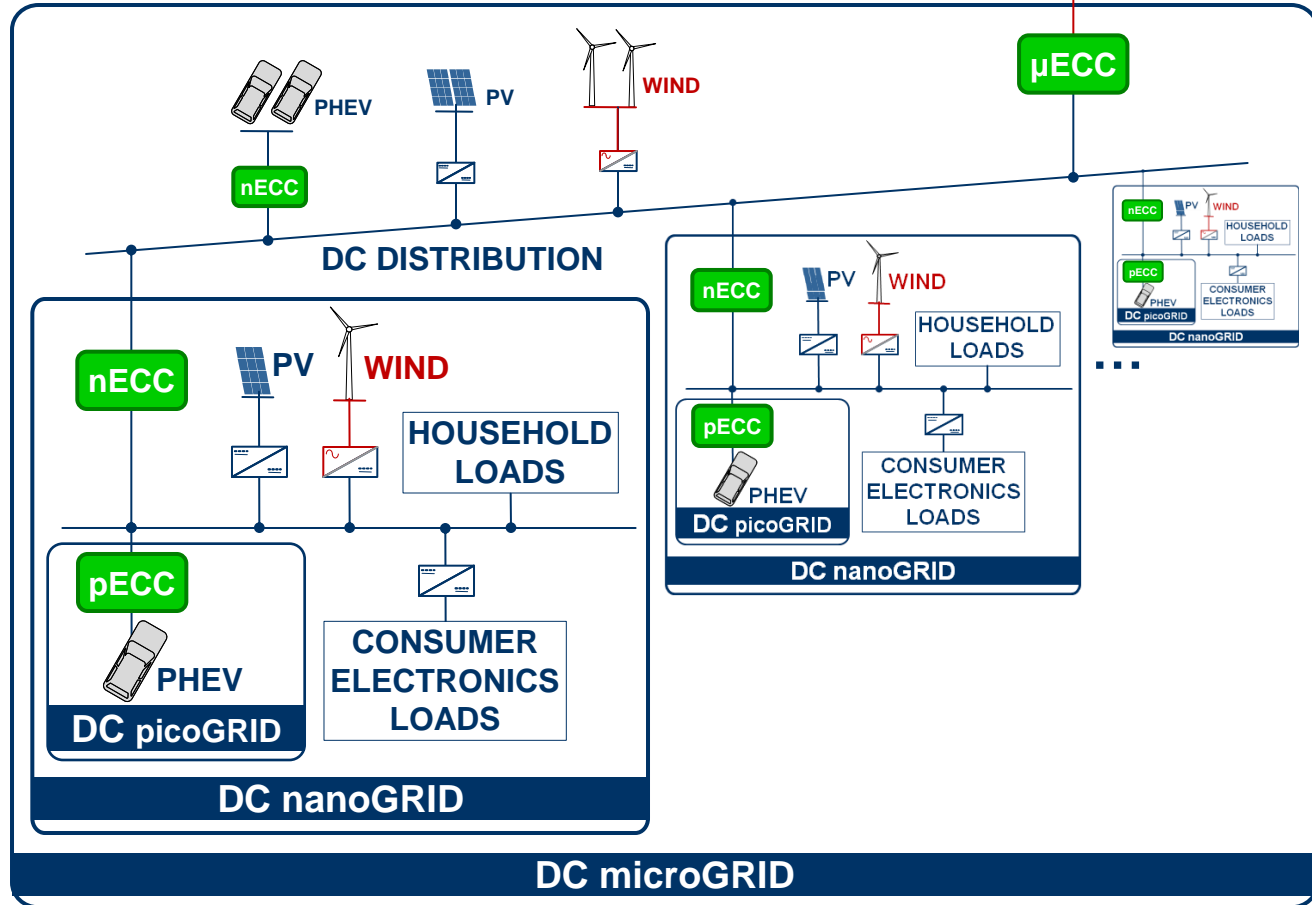 µECC
WIND
PV
PHEV
nECC
DC DISTRIBUTION
nECC
PV
WIND
HOUSEHOLD
LOADS
pECC
PHEV
DC picoGRID
CONSUMER
ELECTRONICS
LOADS
DC nanoGRID
nECC
PV
WIND
HOUSEHOLD
LOADS
pECC
PHEV
DC picoGRID
CONSUMER
ELECTRONICS
LOADS
DC nanoGRID
nECC
PV
WIND
HOUSEHOLD
LOADS
pECC
PHEV
DC picoGRID
CONSUMER
ELECTRONICS
LOADS
DC nanoGRID
...
DC microGRID